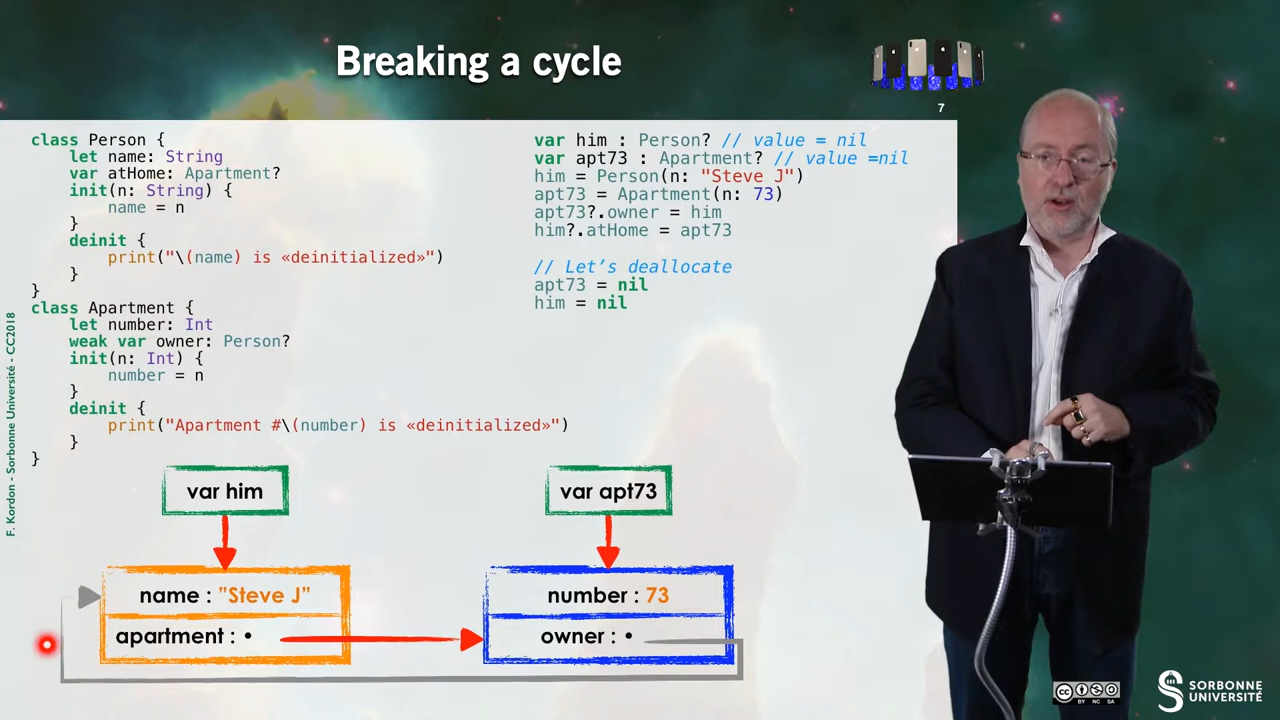 Breaking a cycle
7
class Person {
let name: String
var atHome: Apartment?
init(n: String) {
name = n
}
deinit {
print("\(name) is «deinitialized»")
}
}
class Apartment {
let number: Int
weak var owner: Person?
init(n: Int) {
number = n
}
deinit {
print("Apartment #\(number) is «deinitialized»")
}
}
var him : Person? // value = nil
var apt73 : Apartment? // value =nil
him = Person(n: "Steve J")
apt73 = Apartment(n: 73)
apt73?.owner = him
him?.atHome = apt73
// Let’s deallocate
apt73 = nil
him = nil
var him
var apt73
name : ”Steve J”
apartment : •
number : 73
owner : •
F. Kordon - Sorbonne Université - CC2018
CC BY NC SA
SORBONNE
UNIVERSITÉ